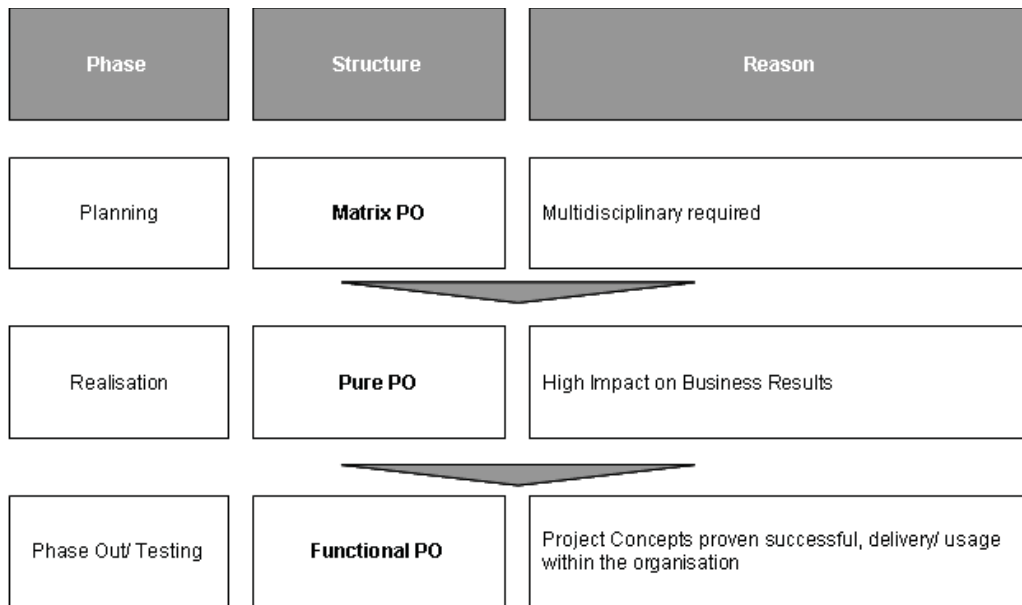 Phase
Structure
Reason
Planning
Matrix PO
Multidisciplinary required
Realisation
Pure PO
High Impact on Business Results
Phase Out/ Testing
Functional PO
Project Concepts proven successful, delivery/ usage
within the organisation